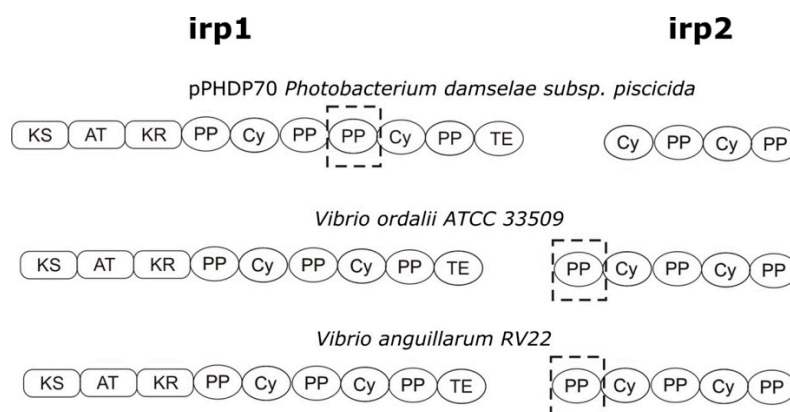 irp1 irp2
pPHDP70 Photobacterium damselae subsp. piscicida
KS AT KR PP Cy PP PP Cy PP TE Cy PP Cy PP
Vibrio ordalii ATCC 33509
KS AT KR PP Cy PP Cy PP TE PP Cy PP Cy PP
Vibrio anguillarum RV22
KS AT KR PP Cy PP Cy PP TE PP Cy PP Cy PP